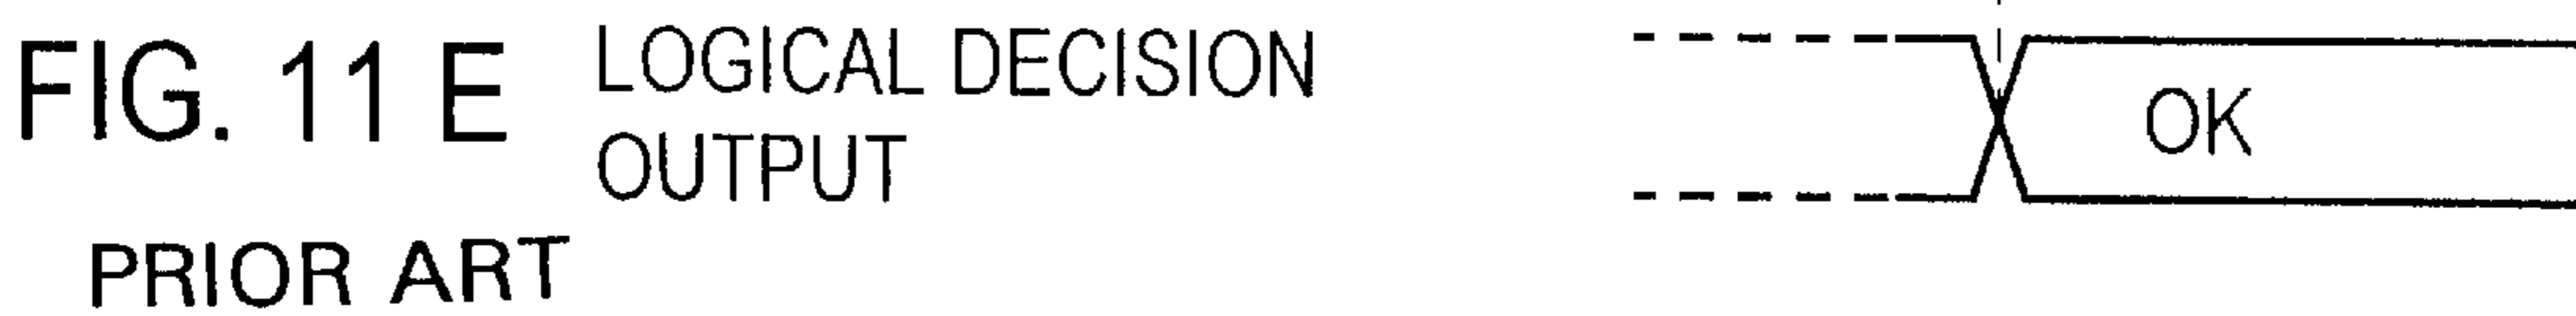 FIG. 11 E
LOGICAL DECISION
OUTPUT
OK
PRIOR ART